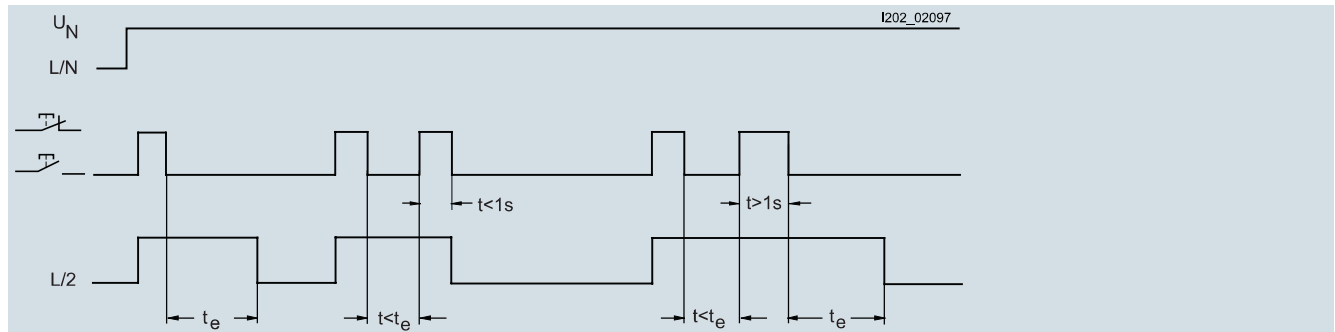 U_N
I202_02097
L/N
t<1s
t>1s
L/2
t_e
t<t_e
t<t_e
t_e